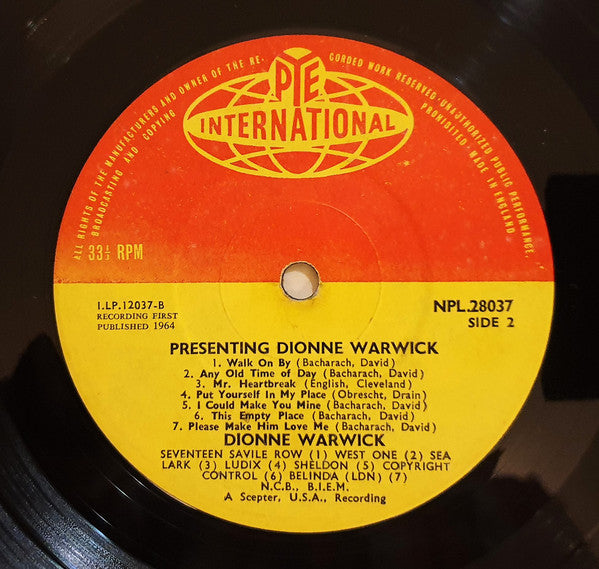 ALL RIGHTS OF THE MANUFACTURERS AND OWNER OF THE RE-CORDED WORK RESERVED·UNAUTHORIZED PUBLIC PERFORMANCE,
BROADCASTING AND COPYING PROHIBITED. MADE IN ENGLAND
PYE
INTERNATIONAL
33⅓ RPM
I.LP.12037-B
RECORDING FIRST
PUBLISHED 1964
NPL.28037
SIDE 2
PRESENTING DIONNE WARWICK
1. Walk On By (Bacharach, David)
2. Any Old Time of Day (Bacharach, David)
3. Mr. Heartbreak (English, Cleveland)
4. Put Yourself In My Place (Obrescht, Drain)
5. I Could Make You Mine (Bacharach, David)
6. This Empty Place (Bacharach, David)
7. Please Make Him Love Me (Bacharach, David)
DIONNE WARWICK
SEVENTEEN SAVILE ROW (1) WEST ONE (2) SEA
LARK (3) LUDIX (4) SHELDON (5) COPYRIGHT
CONTROL (6) BELINDA (LDN) (7)
N.C.B., B.I.E.M.
A Scepter, U.S.A., Recording